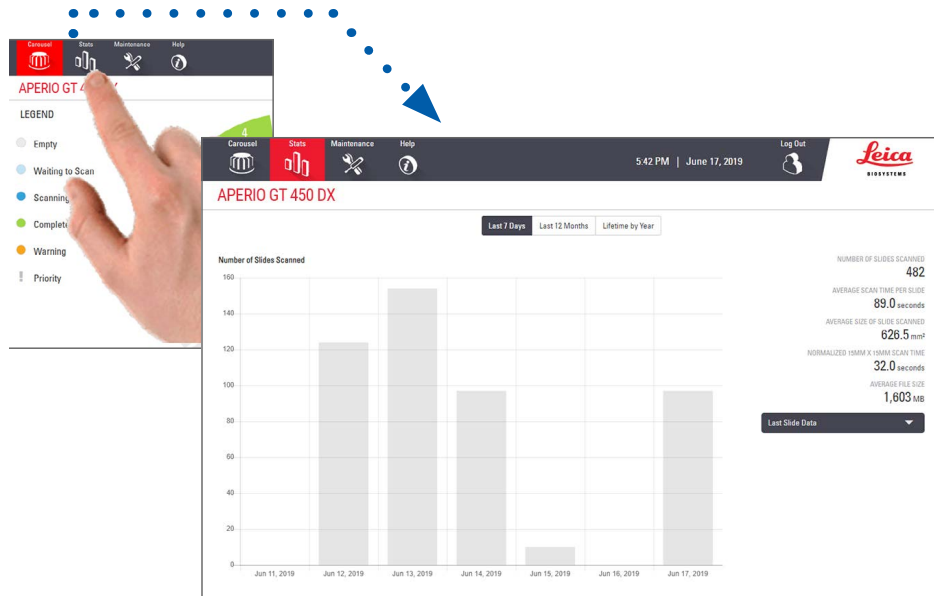 Carousel Stats Maintenance Help
APERIO GT 4
LEGEND
Empty
Waiting to Scan
Scanning
Complete
Warning
! Priority
4
Carousel Stats Maintenance Help
5:42 PM | June 17, 2019
Log Out
Leica
BIOSYSTEMS
APERIO GT 450 DX
Last 7 Days Last 12 Months Lifetime by Year
Number of Slides Scanned
160
140
120
100
80
60
40
20
0
Jun 11, 2019 Jun 12, 2019 Jun 13, 2019 Jun 14, 2019 Jun 15, 2019 Jun 16, 2019 Jun 17, 2019
NUMBER OF SLIDES SCANNED
482
AVERAGE SCAN TIME PER SLIDE
89.0 seconds
AVERAGE SIZE OF SLIDE SCANNED
626.5 mm²
NORMALIZED 15MM X 15MM SCAN TIME
32.0 seconds
AVERAGE FILE SIZE
1,603 MB
Last Slide Data